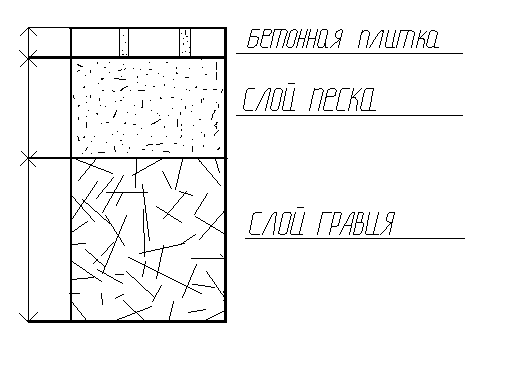 бетонная плитка
слой песка
слой гравия